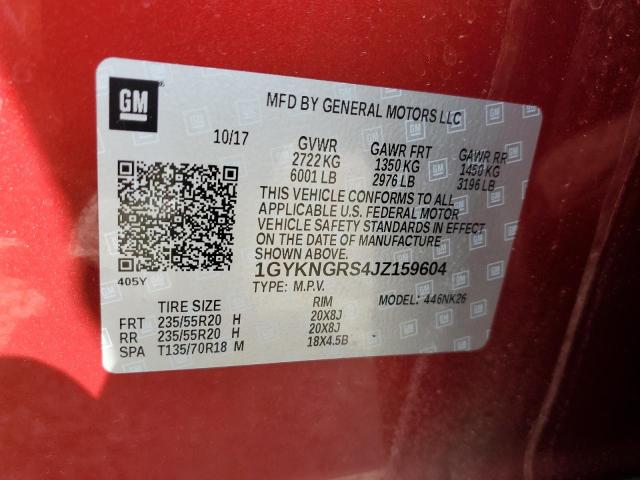 GM
MFD BY GENERAL MOTORS LLC
10/17 GVWR GAWR FRT GAWR RR
2722 KG 1350 KG 1450 KG
6001 LB 2976 LB 3196 LB
THIS VEHICLE CONFORMS TO ALL
APPLICABLE U.S. FEDERAL MOTOR
VEHICLE SAFETY STANDARDS IN EFFECT
ON THE DATE OF MANUFACTURE
SHOWN ABOVE.
1GYKNGRS4JZ159604
405Y
TYPE: M.P.V. MODEL: 446NK26
TIRE SIZE RIM
FRT 235/55R20 H 20X8J
RR 235/55R20 H 20X8J
SPA T135/70R18 M 18X4.5B